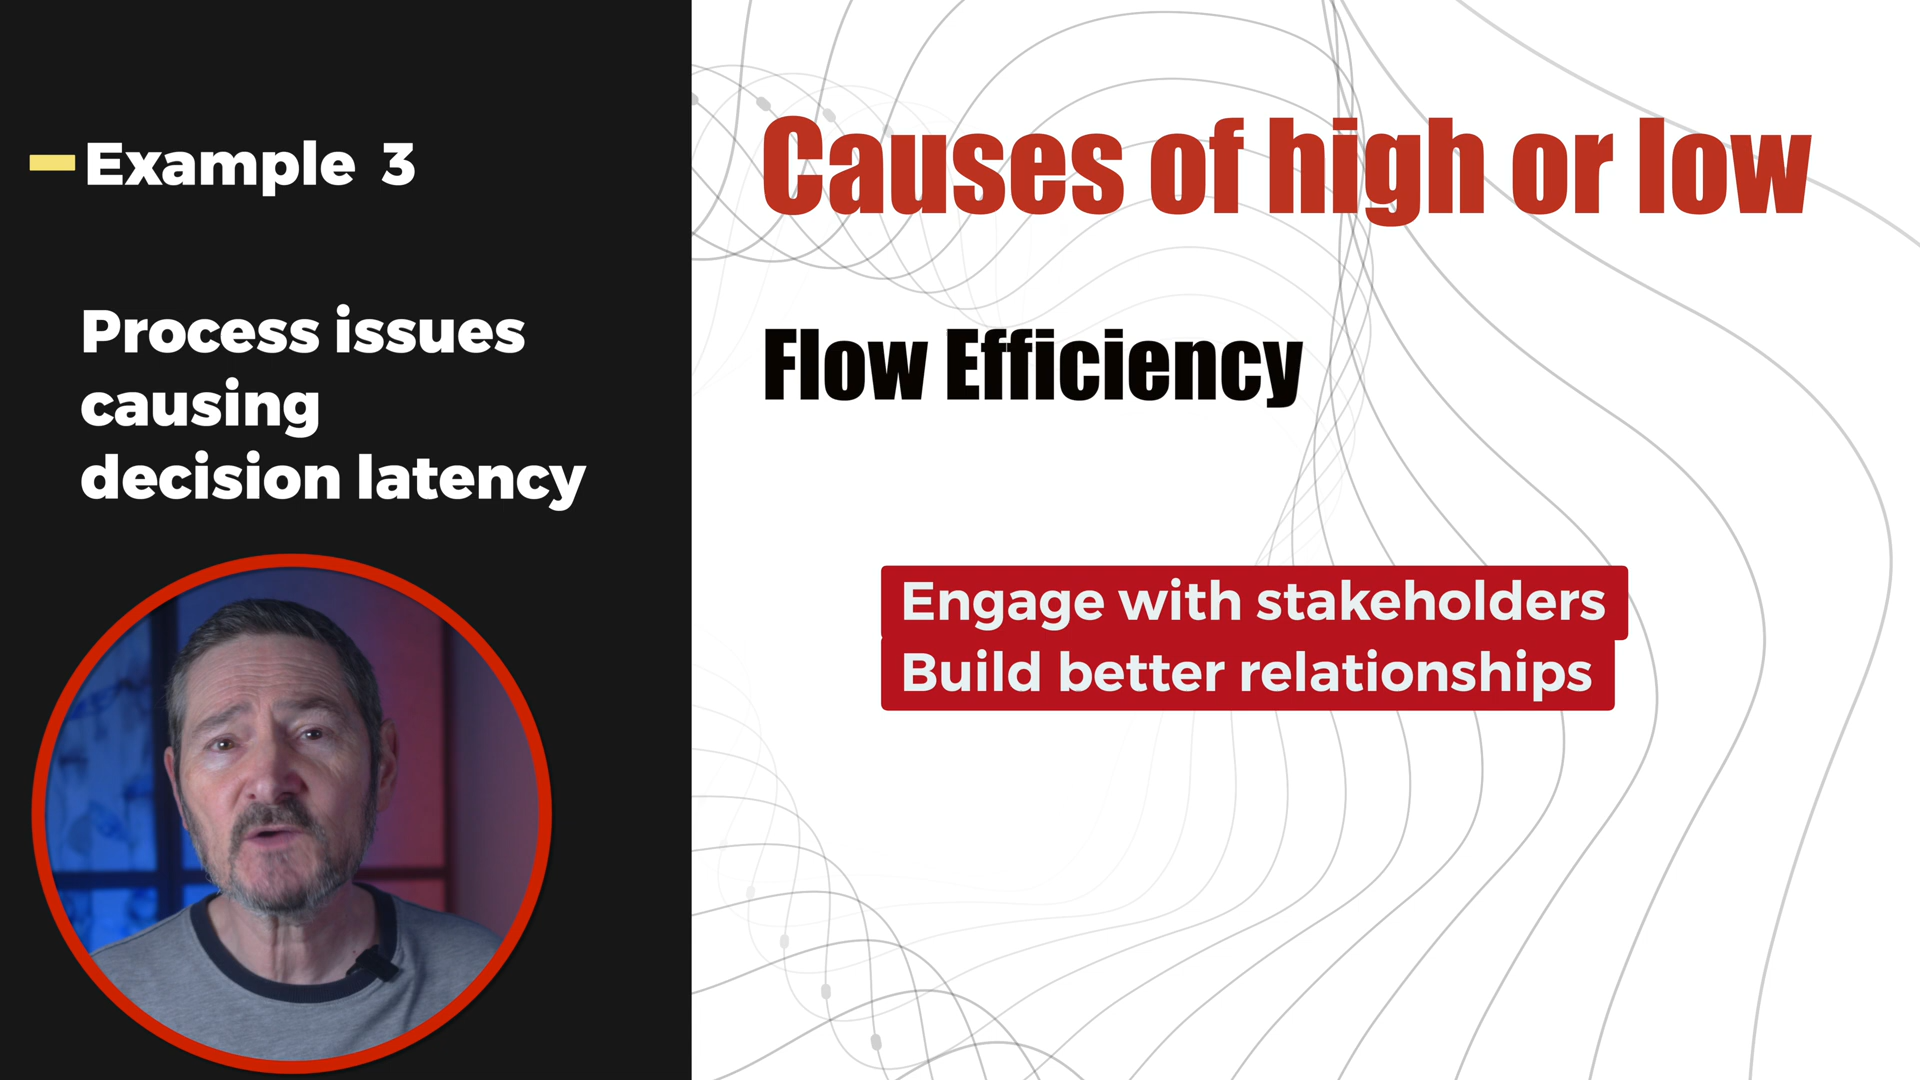 Example 3
Process issues
causing
decision latency
Causes of high or low
Flow Efficiency
Engage with stakeholders
Build better relationships